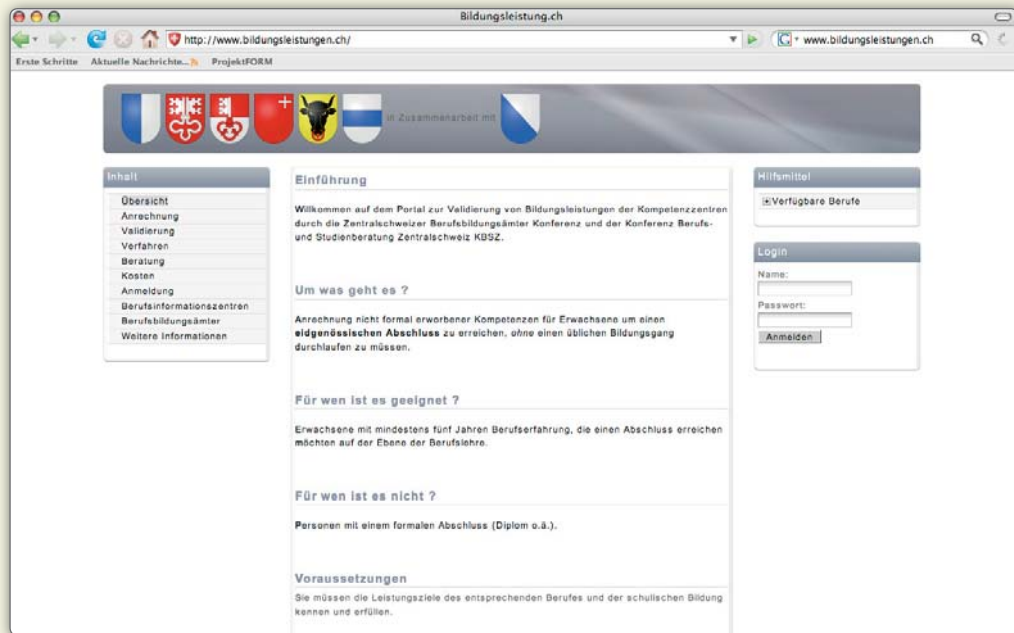 Bildungsleistung.ch
http://www.bildungsleistungen.ch/
www.bildungsleistungen.ch
Erste Schritte Aktuelle Nachrichte... ProjektFORM
in Zusammenarbeit mit
Inhalt
Übersicht
Anrechnung
Validierung
Verfahren
Beratung
Kosten
Anmeldung
Berufsinformationszentren
Berufsbildungsämter
Weitere Informationen
Einführung
Willkommen auf dem Portal zur Validierung von Bildungsleistungen der Kompetenzzentren
durch die Zentralschweizer Berufsbildungsämter Konferenz und der Konferenz Berufs-
und Studienberatung Zentralschweiz KBSZ.
Um was geht es ?
Anrechnung nicht formal erworbener Kompetenzen für Erwachsene um einen
eidgenössischen Abschluss zu erreichen, ohne einen üblichen Bildungsgang
durchlaufen zu müssen.
Für wen ist es geeignet ?
Erwachsene mit mindestens fünf Jahren Berufserfahrung, die einen Abschluss erreichen
möchten auf der Ebene der Berufslehre.
Für wen ist es nicht ?
Personen mit einem formalen Abschluss (Diplom o.ä.).
Voraussetzungen
Sie müssen die Leistungsziele des entsprechenden Berufes und der schulischen Bildung
kennen und erfüllen.
Hilfsmittel
Verfügbare Berufe
Login
Name:
Passwort:
Anmelden